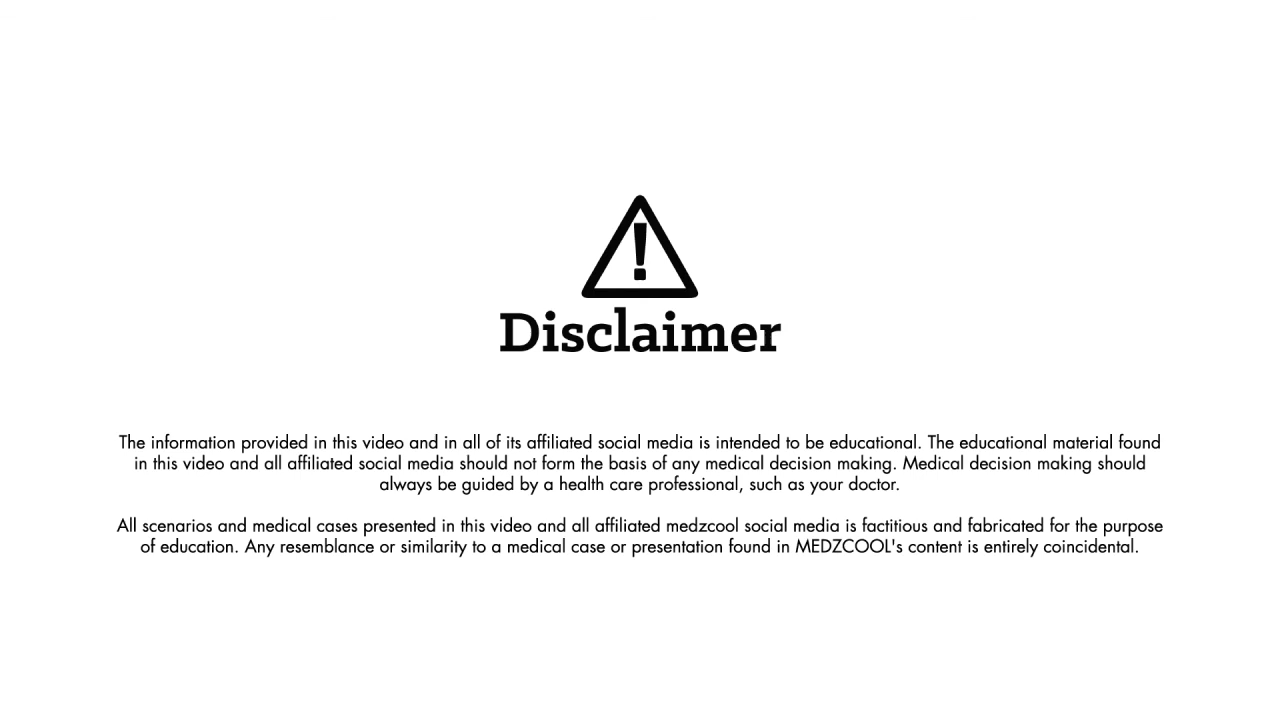 Disclaimer
The information provided in this video and in all of its affiliated social media is intended to be educational. The educational material found
in this video and all affiliated social media should not form the basis of any medical decision making. Medical decision making should
always be guided by a health care professional, such as your doctor.
All scenarios and medical cases presented in this video and all affiliated medzcool social media is factitious and fabricated for the purpose
of education. Any resemblance or similarity to a medical case or presentation found in MEDZCOOL's content is entirely coincidental.